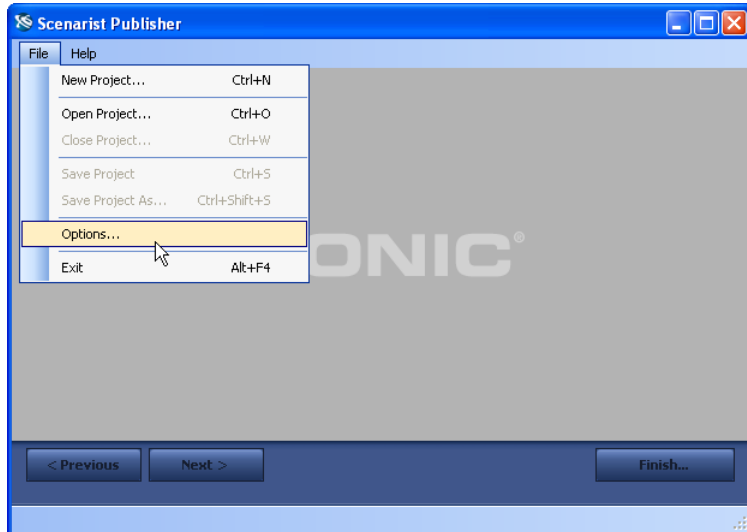 Scenarist Publisher
File Help
New Project... Ctrl+N
Open Project... Ctrl+O
Close Project... Ctrl+W
Save Project Ctrl+S
Save Project As... Ctrl+Shift+S
Options...
Exit Alt+F4
ONIC®
< Previous Next > Finish...